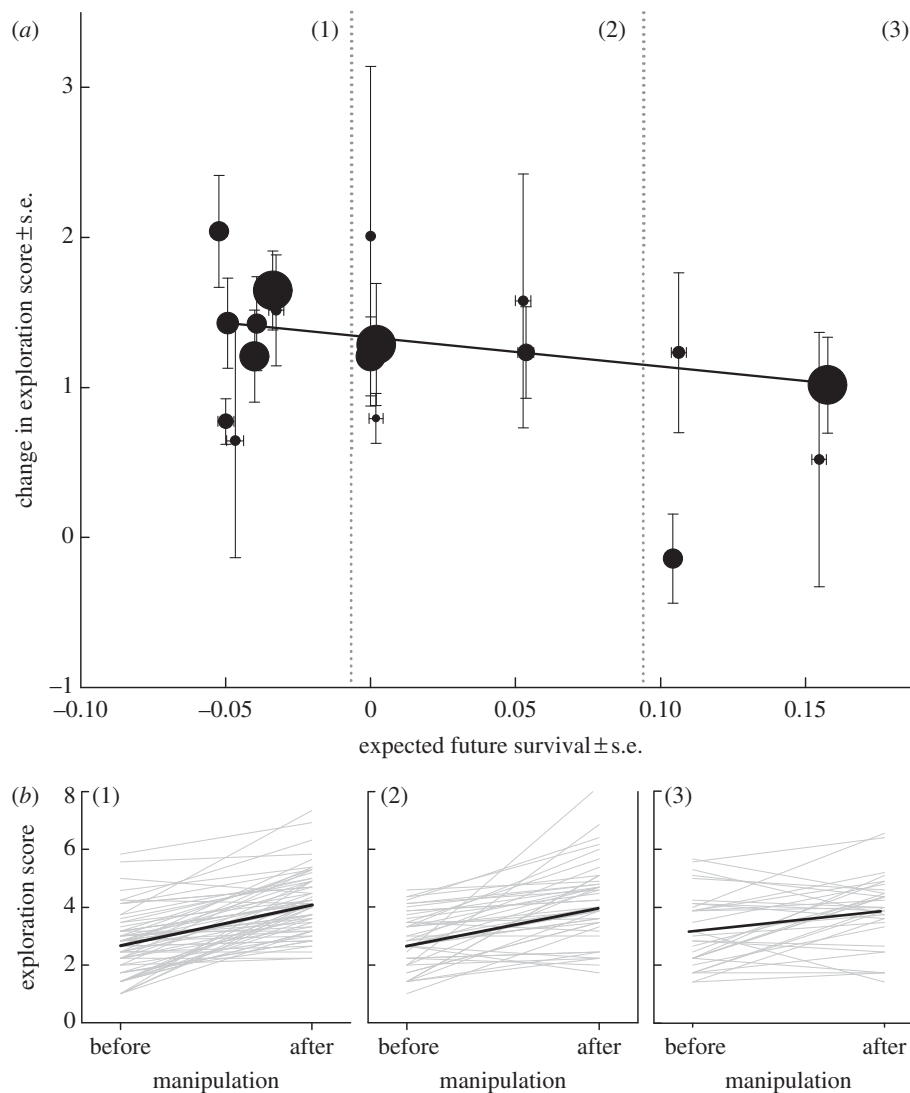 (a) (1) (2) (3)
3
2
1
0
–1
change in exploration score ± s.e.
–0.10 –0.05 0 0.05 0.10 0.15
expected future survival ± s.e.
(b) (1) (2) (3)
8
6
4
2
0
exploration score
before after before after before after
manipulation manipulation manipulation